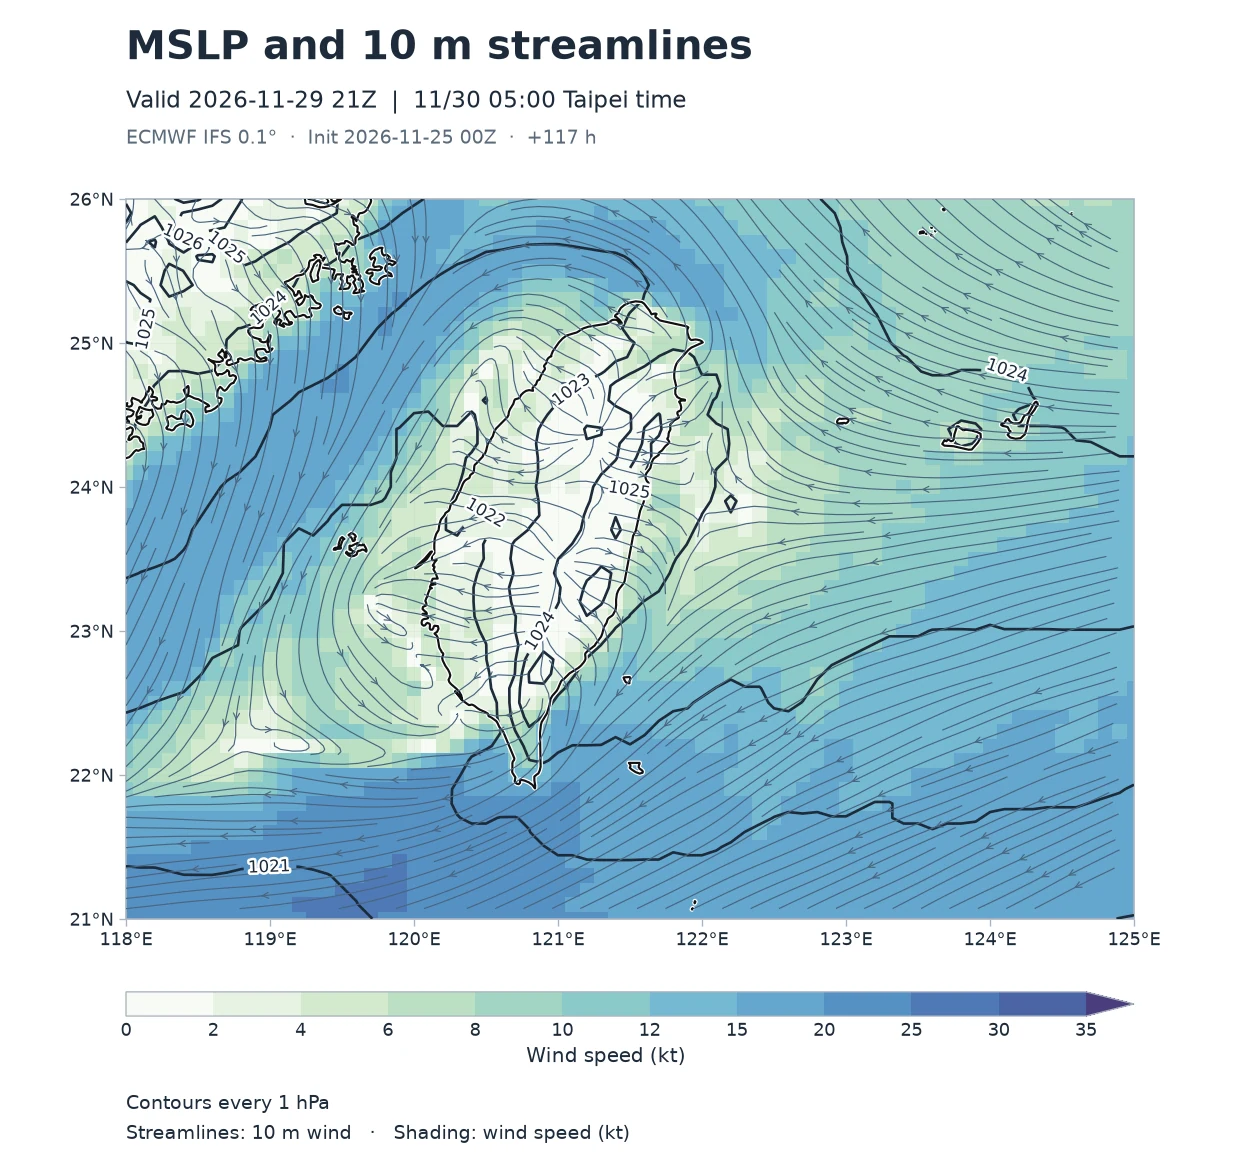 MSLP and 10 m streamlines
Valid 2026-11-29 21Z | 11/30 05:00 Taipei time
ECMWF IFS 0.1° · Init 2026-11-25 00Z · +117 h
26°N
25°N
24°N
23°N
22°N
21°N
1026
1025
1025
1024
1023
1024
1025
1022
1024
1021
118°E 119°E 120°E 121°E 122°E 123°E 124°E 125°E
0 2 4 6 8 10 12 15 20 25 30 35
Wind speed (kt)
Contours every 1 hPa
Streamlines: 10 m wind · Shading: wind speed (kt)